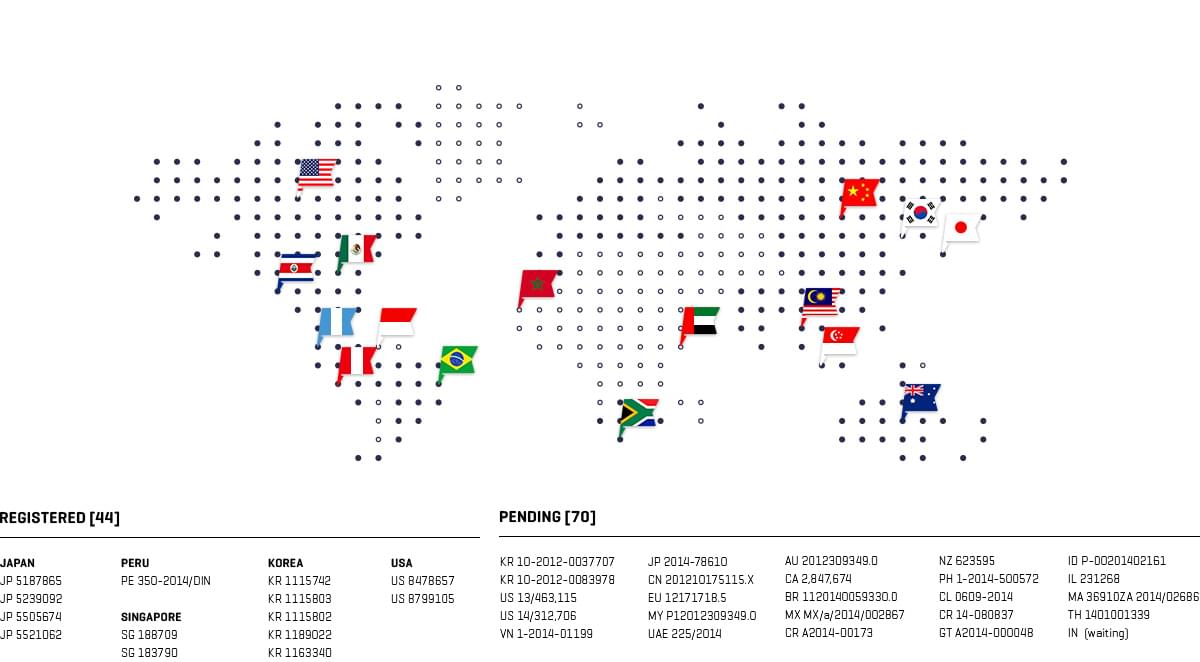 REGISTERED [44]
JAPAN
JP 5187865
JP 5239092
JP 5505674
JP 5521062
PERU
PE 350-2014/DIN
SINGAPORE
SG 188709
SG 183790
KOREA
KR 1115742
KR 1115803
KR 1115802
KR 1189022
KR 1163340
USA
US 8478657
US 8799105
PENDING [70]
KR 10-2012-0037707
KR 10-2012-0083978
US 13/463,115
US 14/312,706
VN 1-2014-01199
JP 2014-78610
CN 201210175115.X
EU 12171718.5
MY P12012309349.0
UAE 225/2014
AU 2012309349.0
CA 2,847,674
BR 1120140059330.0
MX MX/a/2014/002867
CR A2014-00173
NZ 623595
PH 1-2014-500572
CL 0609-2014
CR 14-080837
GT A2014-000048
ID P-00201402161
IL 231268
MA 36910ZA 2014/02686
TH 1401001339
IN (waiting)